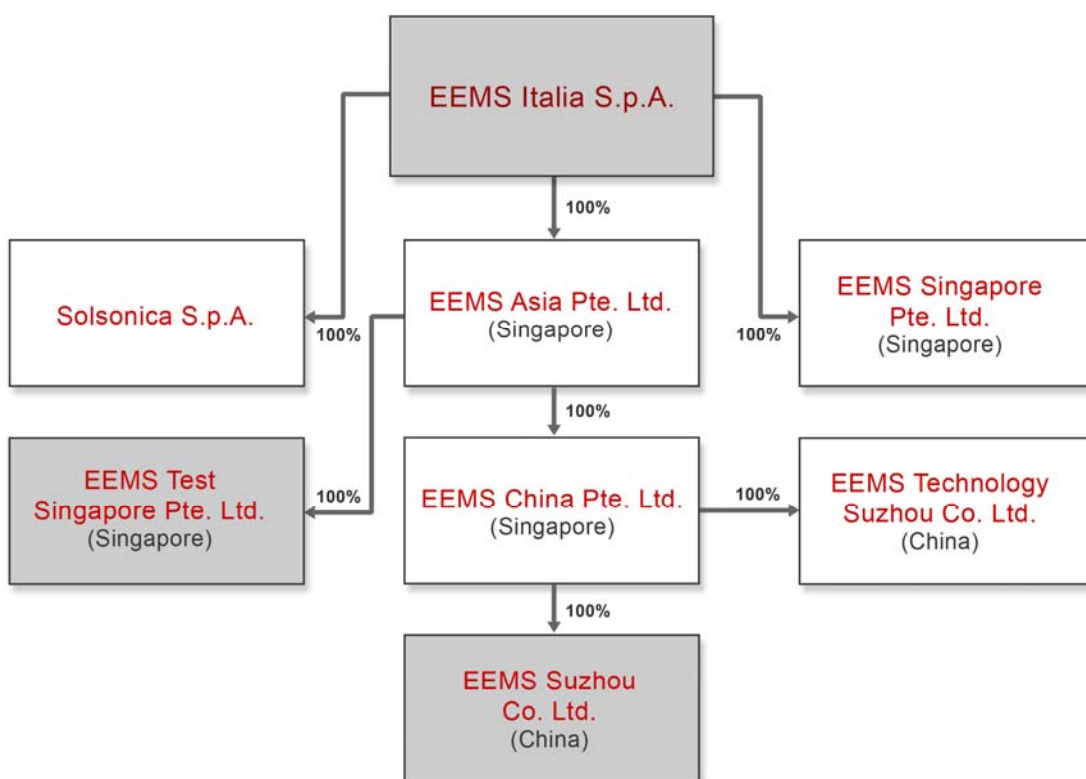 EEMS Italia S.p.A.
100%
Solsonica S.p.A.
100%
EEMS Asia Pte. Ltd.
(Singapore)
EEMS Singapore
Pte. Ltd.
(Singapore)
100%
100%
EEMS Test
Singapore Pte. Ltd.
(Singapore)
100%
EEMS China Pte. Ltd.
(Singapore)
100%
EEMS Technology
Suzhou Co. Ltd.
(China)
100%
EEMS Suzhou
Co. Ltd.
(China)